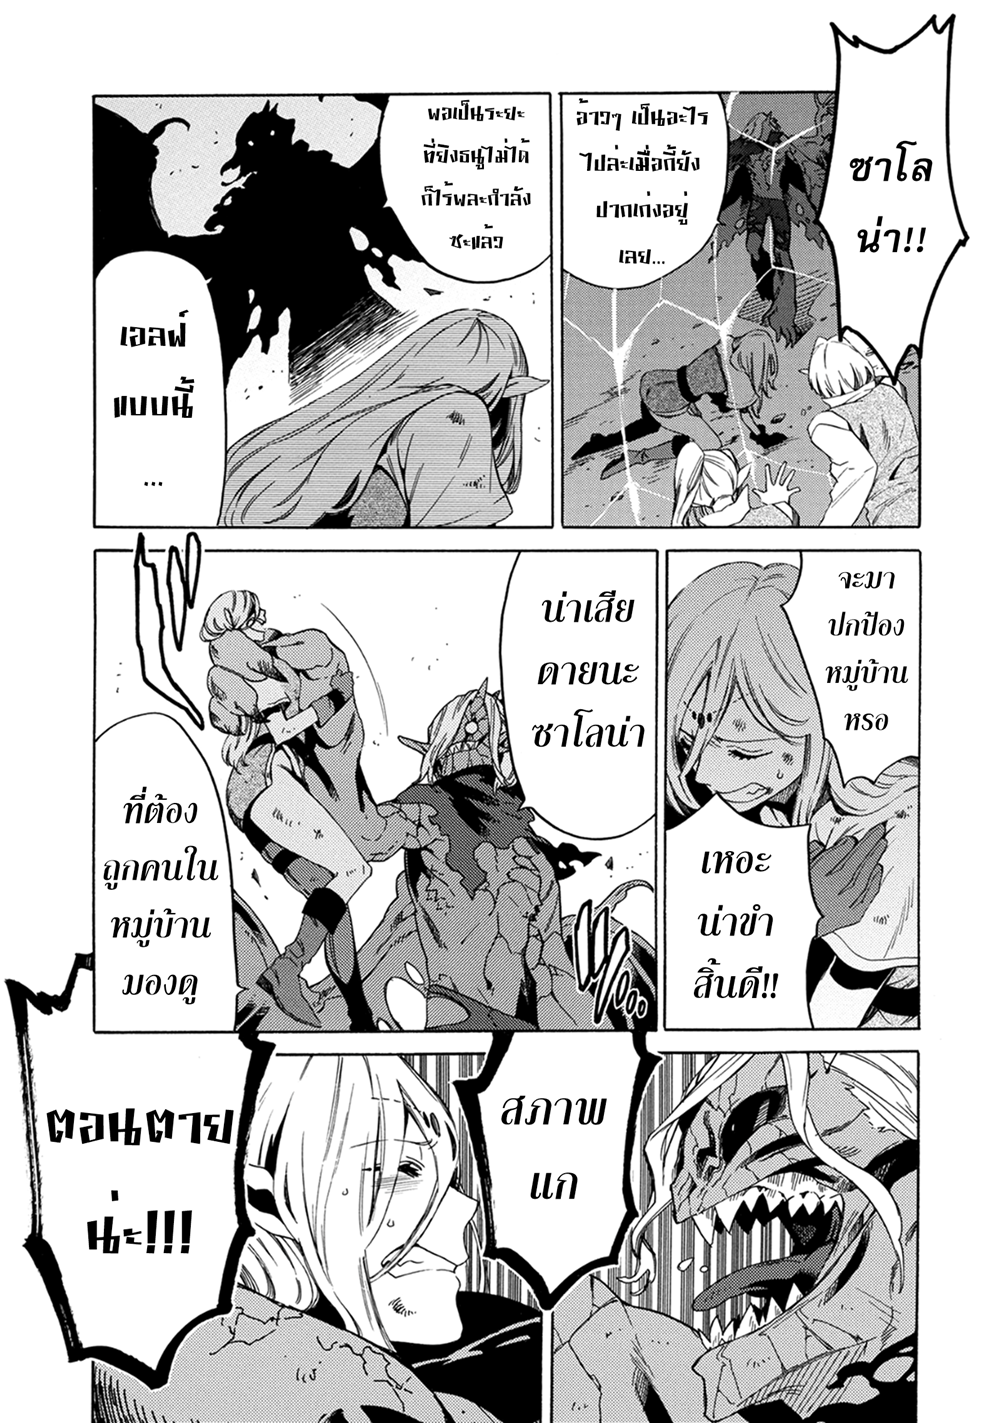 ซาโล
น่า!!
อ้าวๆ เป็นอะไร
ไปล่ะเมื่อกี้ยัง
ปากเก่งอยู่
เลย...
พอเป็นระยะ
ที่ยิงธนูไม่ได้
ก็ไร้พละกำลัง
ซะแล้ว
เอลฟ์
แบบนี้
...
จะมา
ปกป้อง
หมู่บ้าน
หรอ
เหอะ
น่าขำ
สิ้นดี!!
น่าเสีย
ดายนะ
ซาโลน่า
ที่ต้อง
ถูกคนใน
หมู่บ้าน
มองดู
สภาพ
แก
ตอนตาย
น่ะ!!!